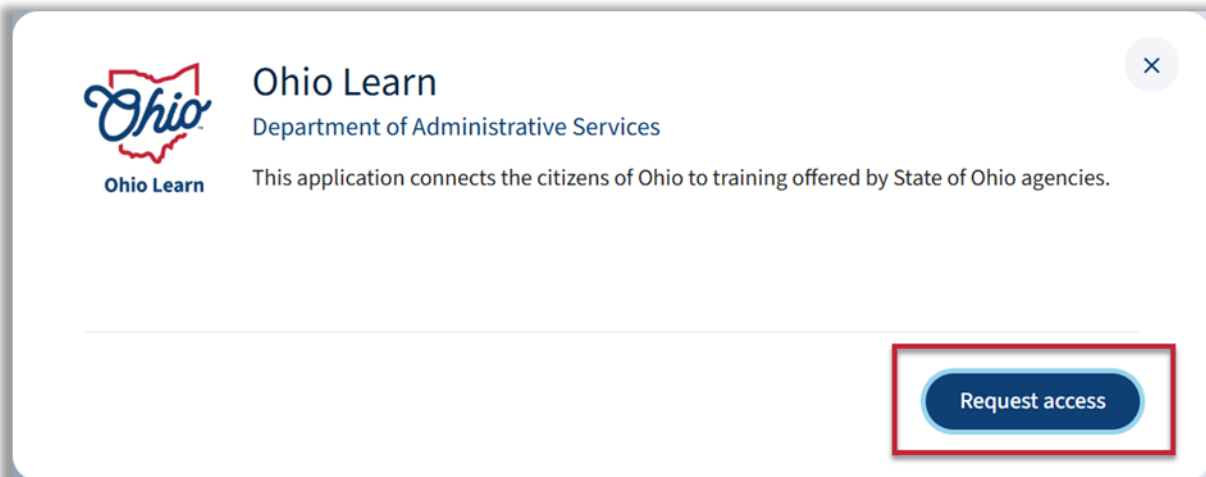 Ohio
Ohio Learn
Ohio Learn
Department of Administrative Services
This application connects the citizens of Ohio to training offered by State of Ohio agencies.
Request access